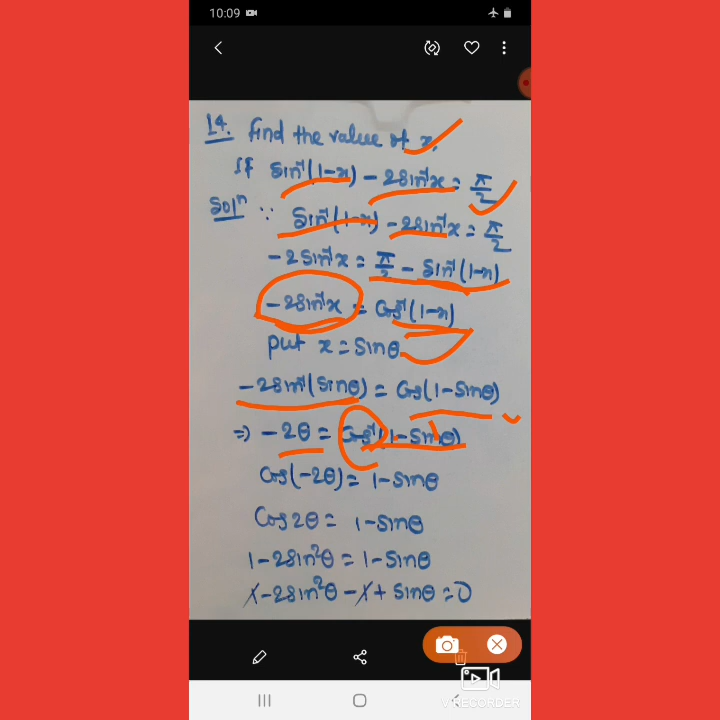 10:09
14. Find the value of x,
If Sin⁻¹(1-x) - 2Sin⁻¹x = π/2
Solⁿ ∵ Sin⁻¹(1-x) - 2Sin⁻¹x = π/2
-2Sin⁻¹x = π/2 - Sin⁻¹(1-x)
-2Sin⁻¹x = Cos⁻¹(1-x)
put x = Sinθ
-2Sin⁻¹(Sinθ) = Cos(1-Sinθ)
=> -2θ = Cos⁻¹(1-Sinθ)
Cos(-2θ) = 1-Sinθ
Cos2θ = 1-Sinθ
1-2Sin²θ = 1-Sinθ
1-2Sin²θ-1+Sinθ=0
VRECORDER